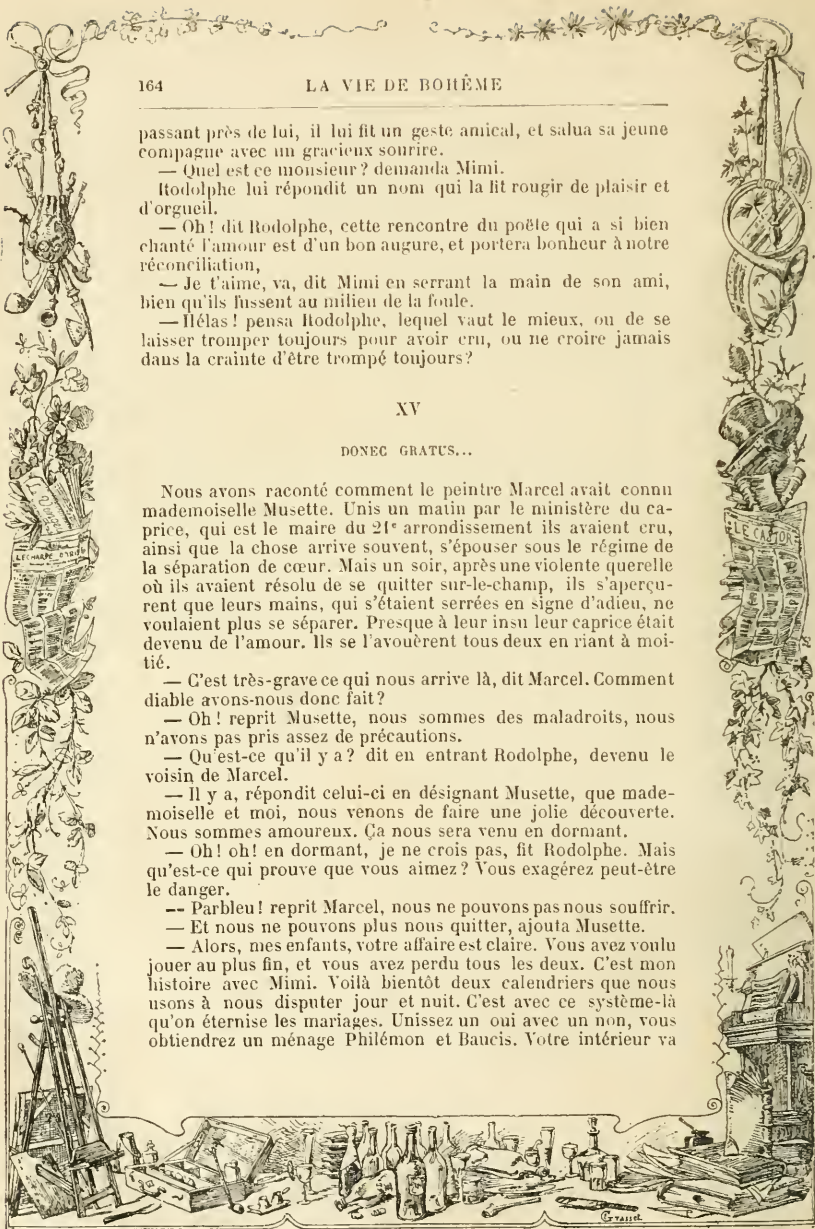 164 LA VIE DE BOHÊME
passant près de lui, il lui fit un geste amical, et salua sa jeune
compagne avec un gracieux sourire.
— Quel est ce monsieur? demanda Mimi.
Rodolphe lui répondit un nom qui la fit rougir de plaisir et
d'orgueil.
— Oh! dit Rodolphe, cette rencontre du poëte qui a si bien
chanté l'amour est d'un bon augure, et portera bonheur à notre
réconciliation,
— Je t'aime, va, dit Mimi en serrant la main de son ami,
bien qu'ils fussent au milieu de la foule.
— Hélas! pensa Rodolphe, lequel vaut le mieux, ou de se
laisser tromper toujours pour avoir cru, ou ne croire jamais
dans la crainte d'être trompé toujours?
XV
DONEC GRATUS...
Nous avons raconté comment le peintre Marcel avait connu
mademoiselle Musette. Unis un matin par le ministère du ca-
price, qui est le maire du 21e arrondissement ils avaient cru,
ainsi que la chose arrive souvent, s'épouser sous le régime de
la séparation de cœur. Mais un soir, après une violente querelle
où ils avaient résolu de se quitter sur-le-champ, ils s'aperçu-
rent que leurs mains, qui s'étaient serrées en signe d'adieu, ne
voulaient plus se séparer. Presque à leur insu leur caprice était
devenu de l'amour. Ils se l'avouèrent tous deux en riant à moi-
tié.
— C'est très-grave ce qui nous arrive là, dit Marcel. Comment
diable avons-nous donc fait?
— Oh! reprit Musette, nous sommes des maladroits, nous
n'avons pas pris assez de précautions.
— Qu'est-ce qu'il y a? dit en entrant Rodolphe, devenu le
voisin de Marcel.
— Il y a, répondit celui-ci en désignant Musette, que made-
moiselle et moi, nous venons de faire une jolie découverte.
Nous sommes amoureux. Ça nous sera venu en dormant.
— Oh! oh! en dormant, je ne crois pas, fit Rodolphe. Mais
qu'est-ce qui prouve que vous aimez? Vous exagérez peut-être
le danger.
— Parbleu! reprit Marcel, nous ne pouvons pas nous souffrir.
— Et nous ne pouvons plus nous quitter, ajouta Musette.
— Alors, mes enfants, votre affaire est claire. Vous avez voulu
jouer au plus fin, et vous avez perdu tous les deux. C'est mon
histoire avec Mimi. Voilà bientôt deux calendriers que nous
usons à nous disputer jour et nuit. C'est avec ce système-là
qu'on éternise les mariages. Unissez un oui avec un non, vous
obtiendrez un ménage Philémon et Baucis. Votre intérieur va
L'ECHARPE D'IRIS
LE CASTOR
Grasset